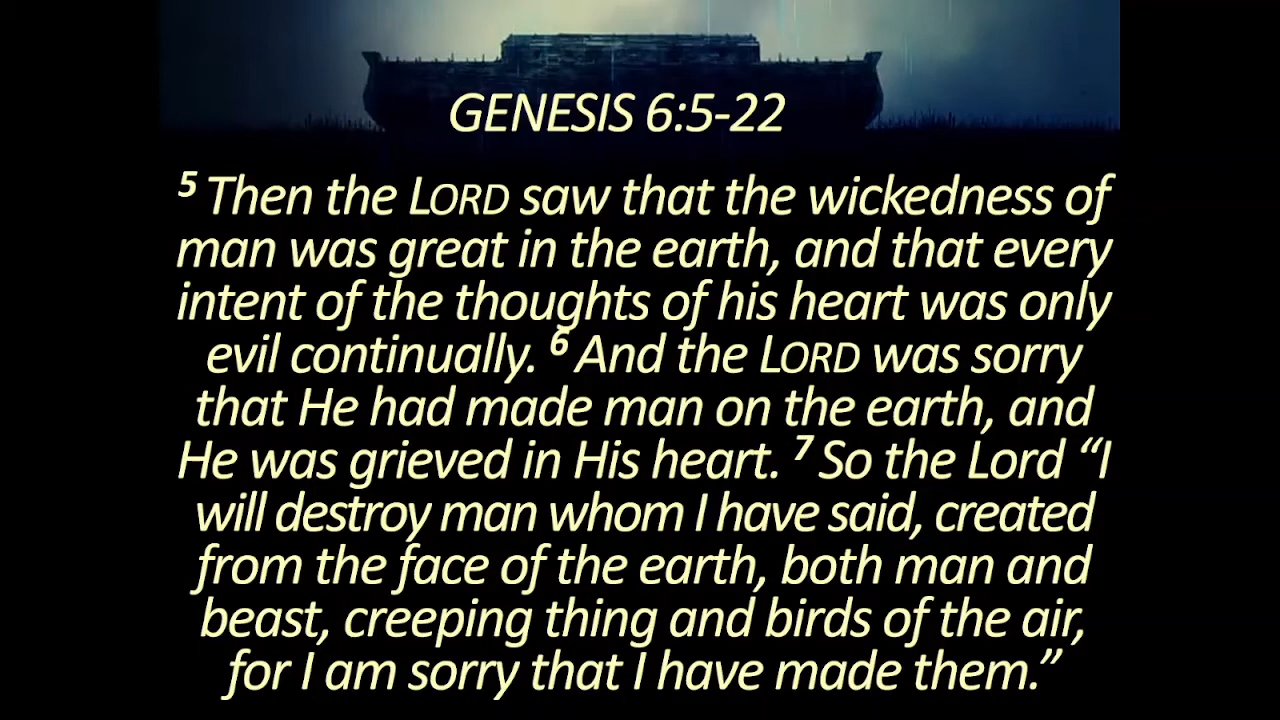 GENESIS 6:5-22
⁵ Then the LORD saw that the wickedness of
man was great in the earth, and that every
intent of the thoughts of his heart was only
evil continually. ⁶ And the LORD was sorry
that He had made man on the earth, and
He was grieved in His heart. ⁷ So the Lord “I
will destroy man whom I have said, created
from the face of the earth, both man and
beast, creeping thing and birds of the air,
for I am sorry that I have made them.”